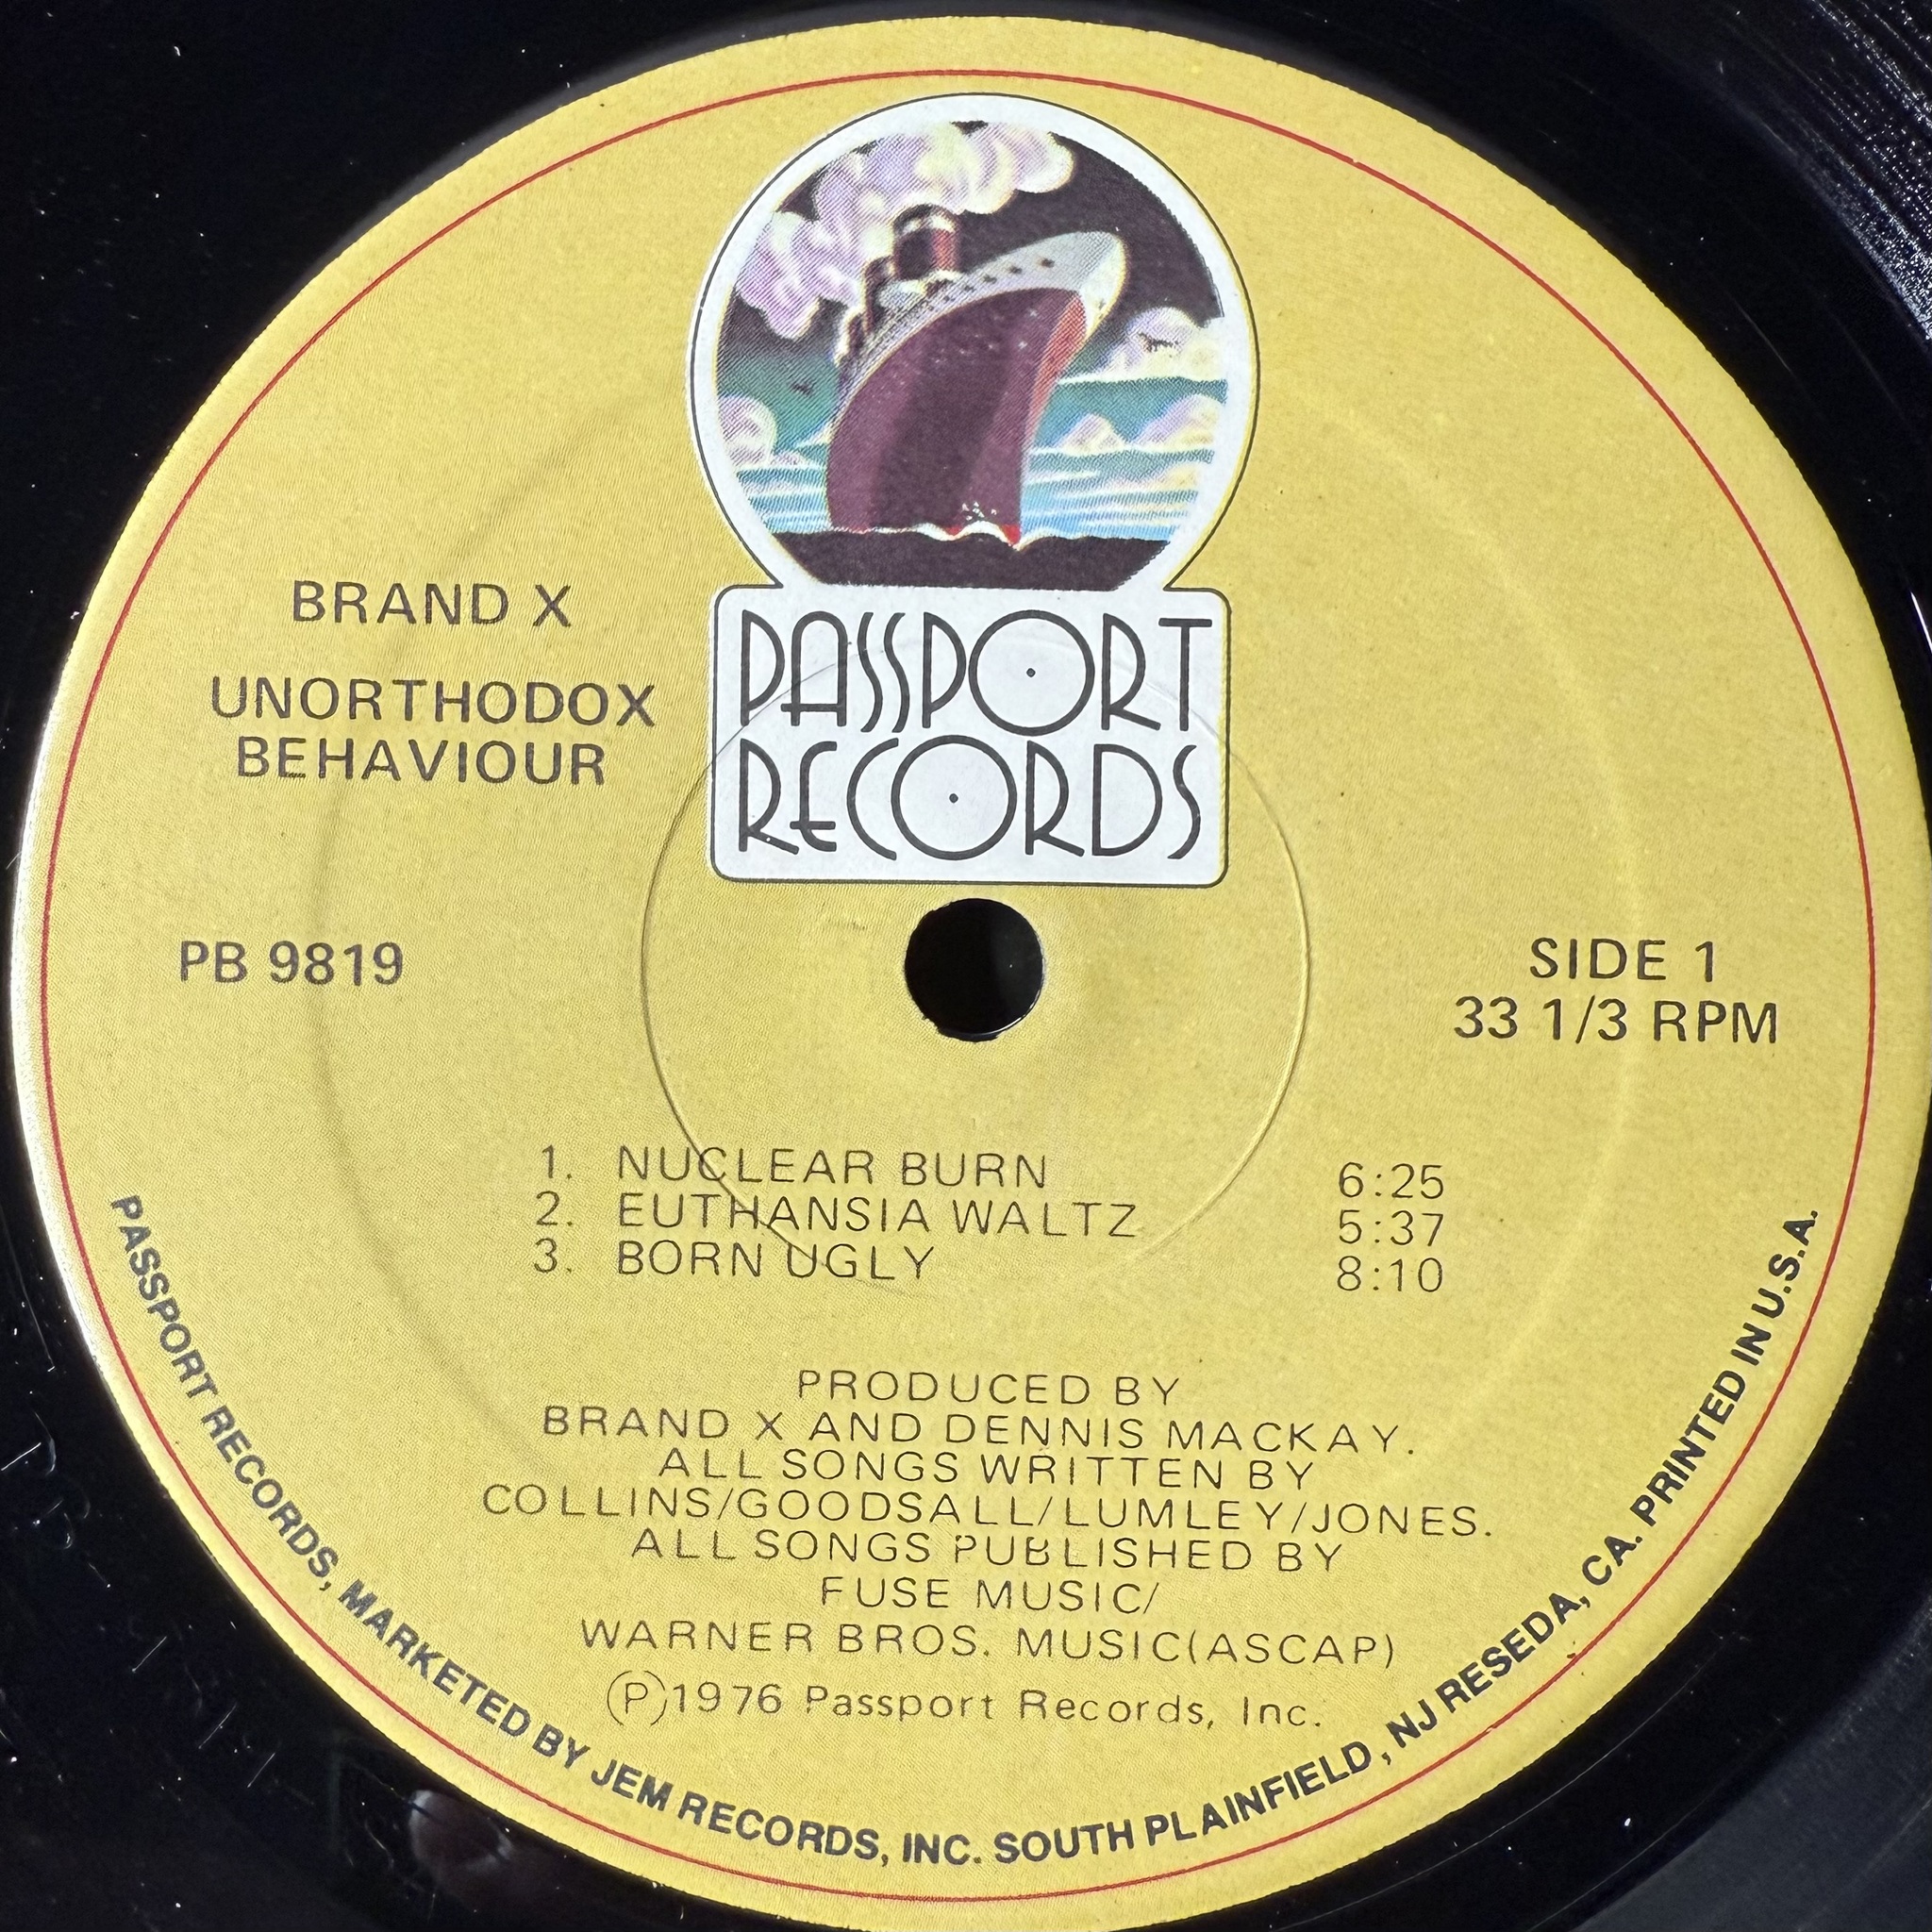 PASSPORT
RECORDS
BRAND X
UNORTHODOX
BEHAVIOUR
PB 9819
SIDE 1
33 1/3 RPM
1. NUCLEAR BURN 6:25
2. EUTHANSIA WALTZ 5:37
3. BORN UGLY 8:10
PRODUCED BY
BRAND X AND DENNIS MACKAY.
ALL SONGS WRITTEN BY
COLLINS/GOODSALL/LUMLEY/JONES.
ALL SONGS PUBLISHED BY
FUSE MUSIC/
WARNER BROS. MUSIC(ASCAP)
Ⓟ1976 Passport Records, Inc.
PASSPORT RECORDS, MARKETED BY JEM RECORDS, INC. SOUTH PLAINFIELD, NJ RESEDA, CA. PRINTED IN U.S.A.